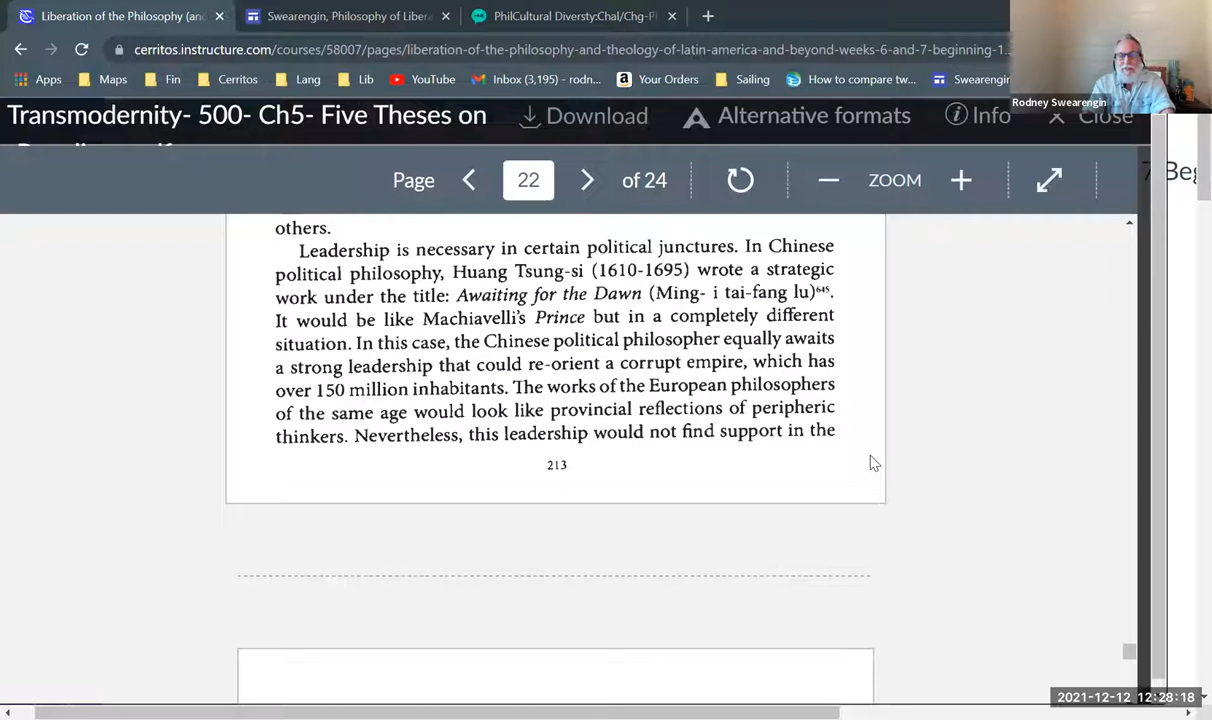 Liberation of the Philosophy (and
Swearengin, Philosophy of Libera
PhilCultural Diversty:Chal/Chg-P
cerritos.instructure.com/courses/58007/pages/liberation-of-the-philosophy-and-theology-of-latin-america-and-beyond-weeks-6-and-7-beginning-1...
Apps
Maps
Fin
Cerritos
Lang
Lib
YouTube
Inbox (3,195) - rodn...
Your Orders
Sailing
How to compare tw...
Swearengin
Rodney Swearengin
Transmodernity- 500- Ch5- Five Theses on
Download
Alternative formats
Info
Close
Page
22
of 24
ZOOM
7 Beg
others.
Leadership is necessary in certain political junctures. In Chinese
political philosophy, Huang Tsung-si (1610-1695) wrote a strategic
work under the title: Awaiting for the Dawn (Ming- i tai-fang lu)⁶⁴⁵.
It would be like Machiavelli's Prince but in a completely different
situation. In this case, the Chinese political philosopher equally awaits
a strong leadership that could re-orient a corrupt empire, which has
over 150 million inhabitants. The works of the European philosophers
of the same age would look like provincial reflections of peripheric
thinkers. Nevertheless, this leadership would not find support in the
213
2021-12-12 12:28:18